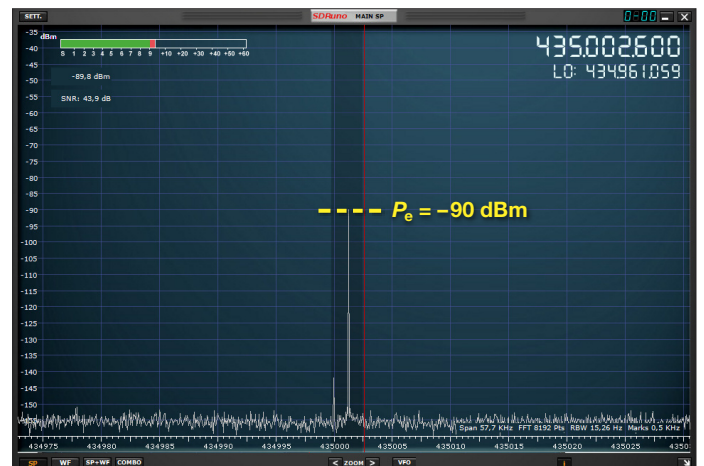 SETT.
SDRuno MAIN SP
0-00
dBm
S 1 2 3 4 5 6 7 8 9 +10 +20 +30 +40 +50 +60
-89,8 dBm
SNR: 43,9 dB
435.002.600
LO: 434.961.059
-35
-40
-45
-50
-55
-60
-65
-70
-75
-80
-85
-90
-95
-100
-105
-110
-115
-120
-125
-130
-135
-140
-145
-150
Pe = –90 dBm
Span 57,7 KHz FFT 8192 Pts RBW 15,26 Hz Marks 0,5 KHz
434975 434980 434985 434990 434995 435000 435005 435010 435015 435020 435025
SP WF SP+WF COMBO < ZOOM > VFO i